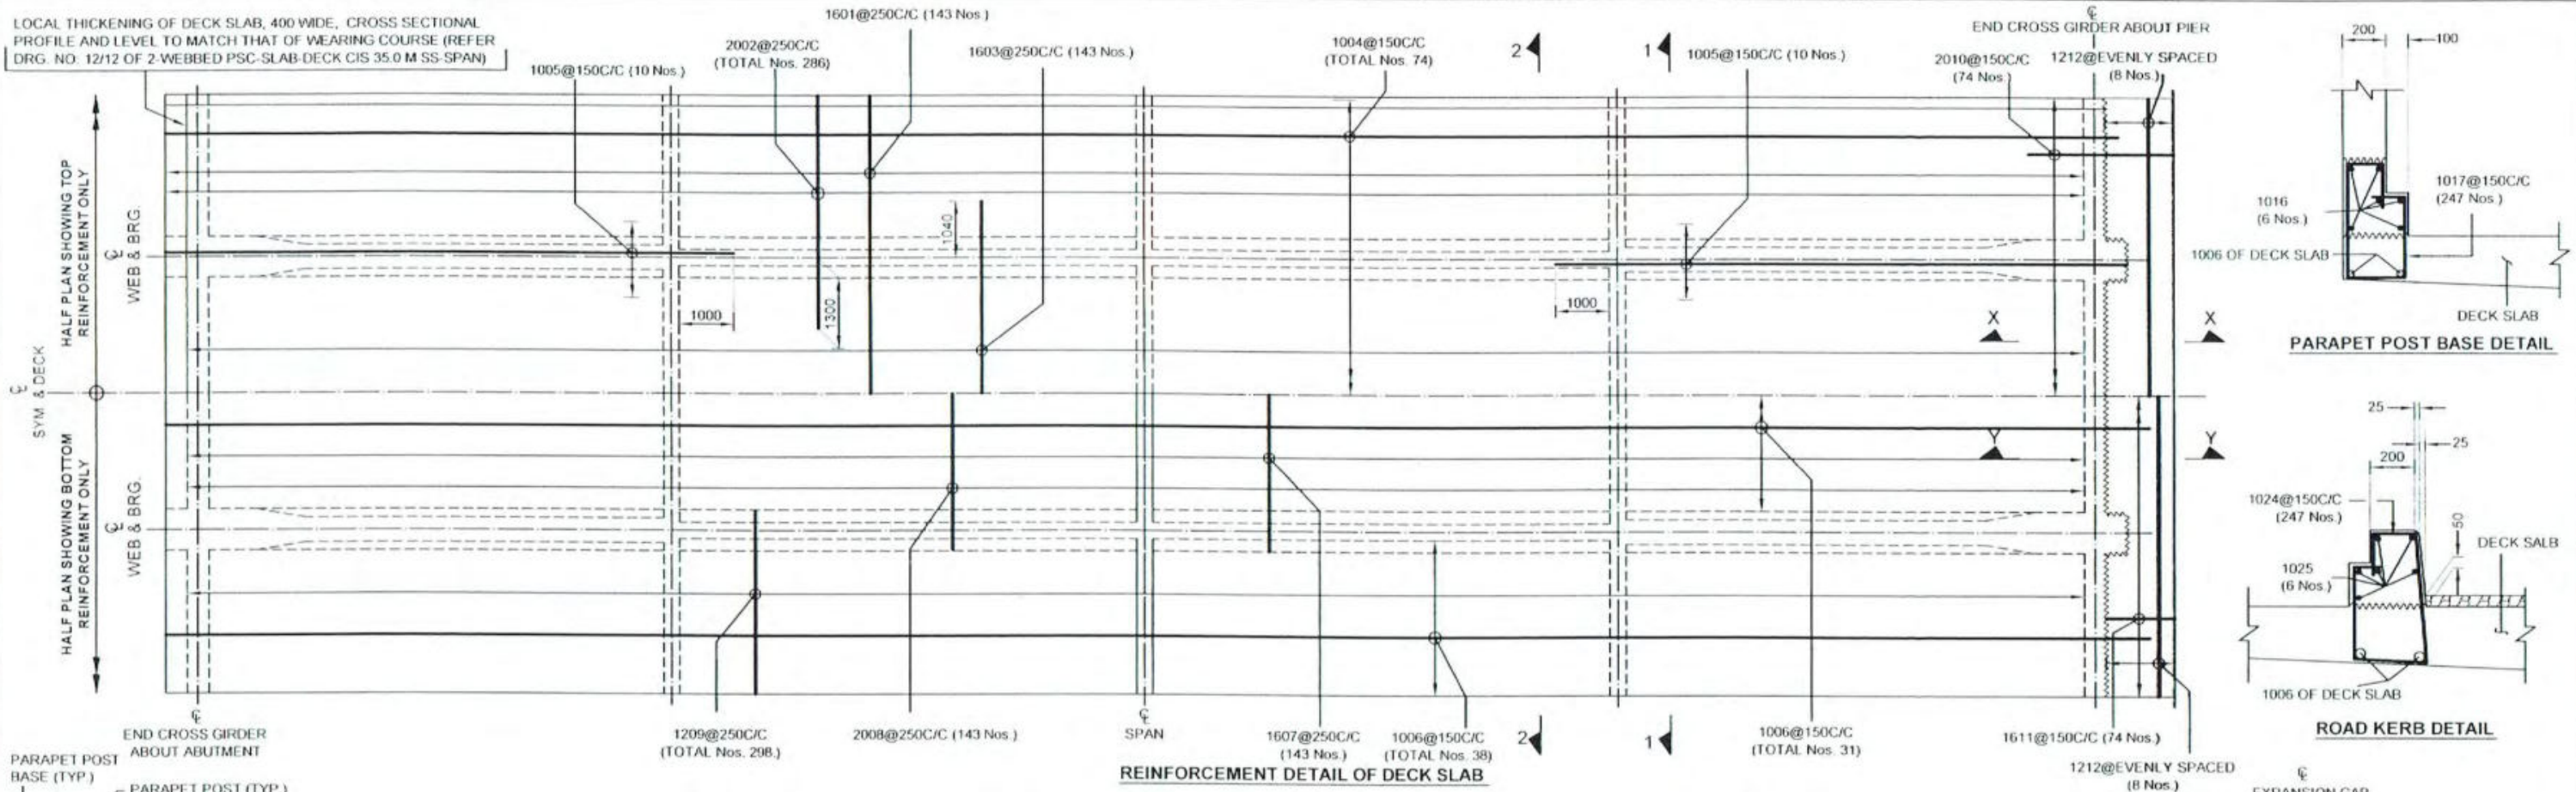 LOCAL THICKENING OF DECK SLAB, 400 WIDE, CROSS SECTIONAL
PROFILE AND LEVEL TO MATCH THAT OF WEARING COURSE (REFER
DRG. NO. 12/12 OF 2-WEBBED PSC-SLAB-DECK CIS 35.0 M SS-SPAN)
1005@150C/C (10 Nos.)
2002@250C/C
(TOTAL Nos. 286)
1601@250C/C (143 Nos.)
1603@250C/C (143 Nos.)
1004@150C/C
(TOTAL Nos. 74)
2
1
1005@150C/C (10 Nos.)
℄
END CROSS GIRDER ABOUT PIER
2010@150C/C
(74 Nos.)
1212@EVENLY SPACED
(8 Nos.)
HALF PLAN SHOWING TOP
REINFORCEMENT ONLY
℄
WEB & BRG.
1040
1000
1300
1000
X
X
℄
SYM & DECK
HALF PLAN SHOWING BOTTOM
REINFORCEMENT ONLY
℄
WEB & BRG.
Y
Y
℄
END CROSS GIRDER
ABOUT ABUTMENT
1209@250C/C
(TOTAL Nos. 298.)
2008@250C/C (143 Nos.)
℄
SPAN
1607@250C/C
(143 Nos.)
1006@150C/C
(TOTAL Nos. 38)
2
1
1006@150C/C
(TOTAL Nos. 31)
1611@150C/C (74 Nos.)
1212@EVENLY SPACED
(8 Nos.)
REINFORCEMENT DETAIL OF DECK SLAB
200
100
1016
(6 Nos.)
1017@150C/C
(247 Nos.)
1006 OF DECK SLAB
DECK SLAB
PARAPET POST BASE DETAIL
25
25
200
1024@150C/C
(247 Nos.)
50
DECK SALB
1025
(6 Nos.)
1006 OF DECK SLAB
ROAD KERB DETAIL
PARAPET POST
BASE (TYP.)
PARAPET POST (TYP.)
℄
EXPANSION GAP